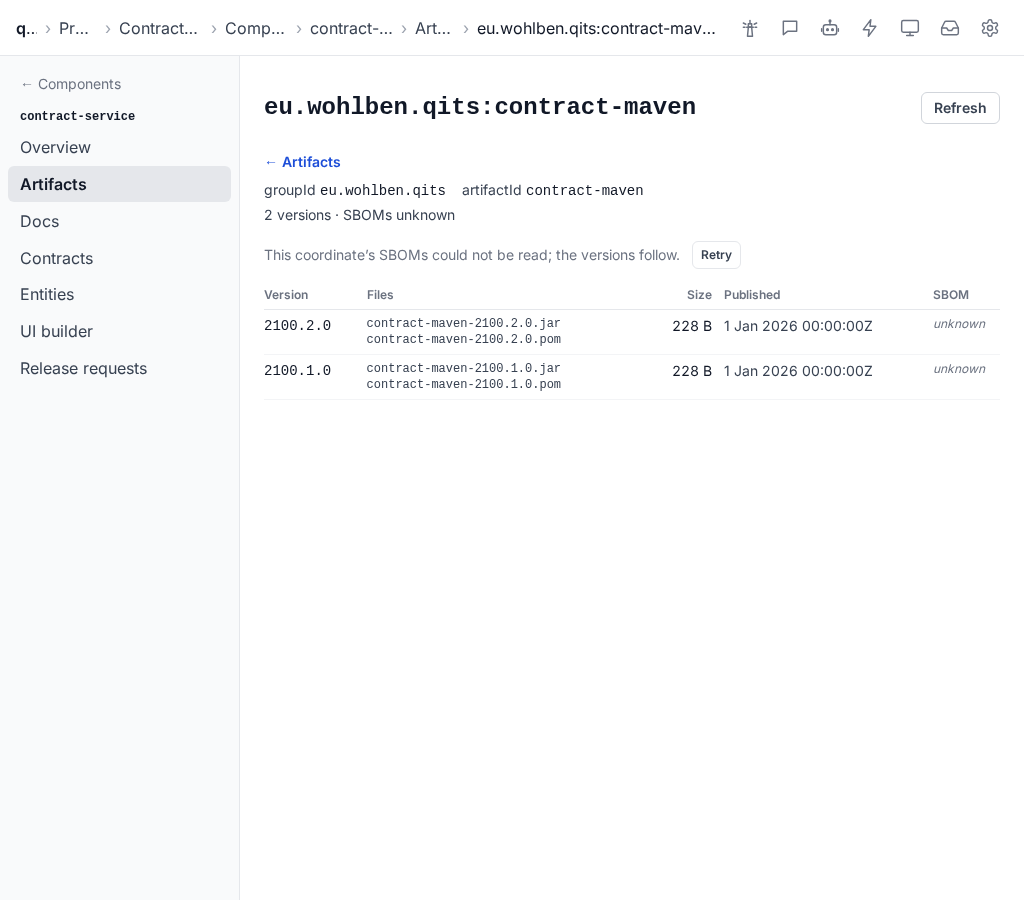 q... › Pr... › Contract... › Comp... › contract-... › Art... › eu.wohlben.qits:contract-mav...
← Components
contract-service
Overview
Artifacts
Docs
Contracts
Entities
UI builder
Release requests
eu.wohlben.qits:contract-maven
Refresh
← Artifacts
groupId eu.wohlben.qits artifactId contract-maven
2 versions · SBOMs unknown
This coordinate’s SBOMs could not be read; the versions follow. Retry
Version Files Size Published SBOM
2100.2.0 contract-maven-2100.2.0.jar 228 B 1 Jan 2026 00:00:00Z unknown
contract-maven-2100.2.0.pom
2100.1.0 contract-maven-2100.1.0.jar 228 B 1 Jan 2026 00:00:00Z unknown
contract-maven-2100.1.0.pom